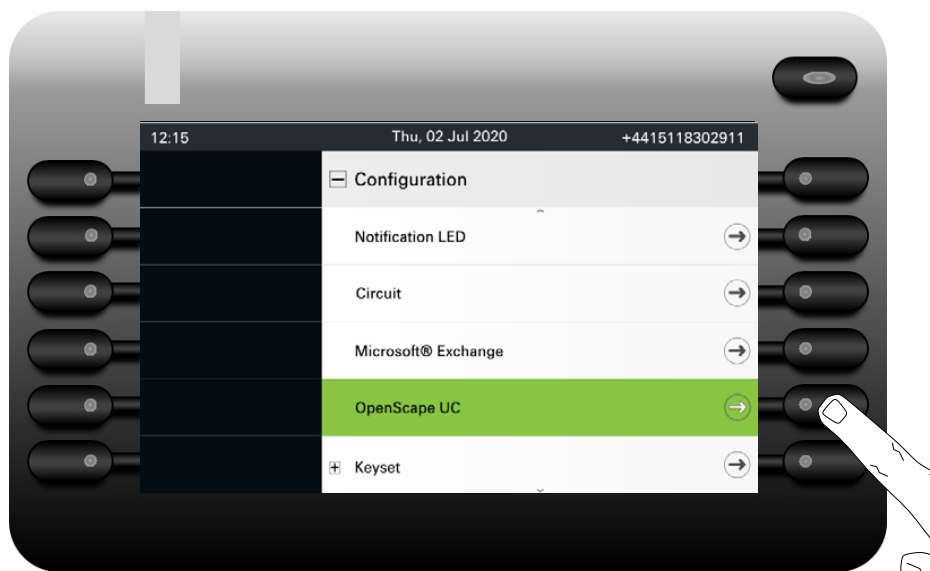 12:15 Thu, 02 Jul 2020 +4415118302911
Configuration
Notification LED
Circuit
Microsoft® Exchange
OpenScape UC
Keyset